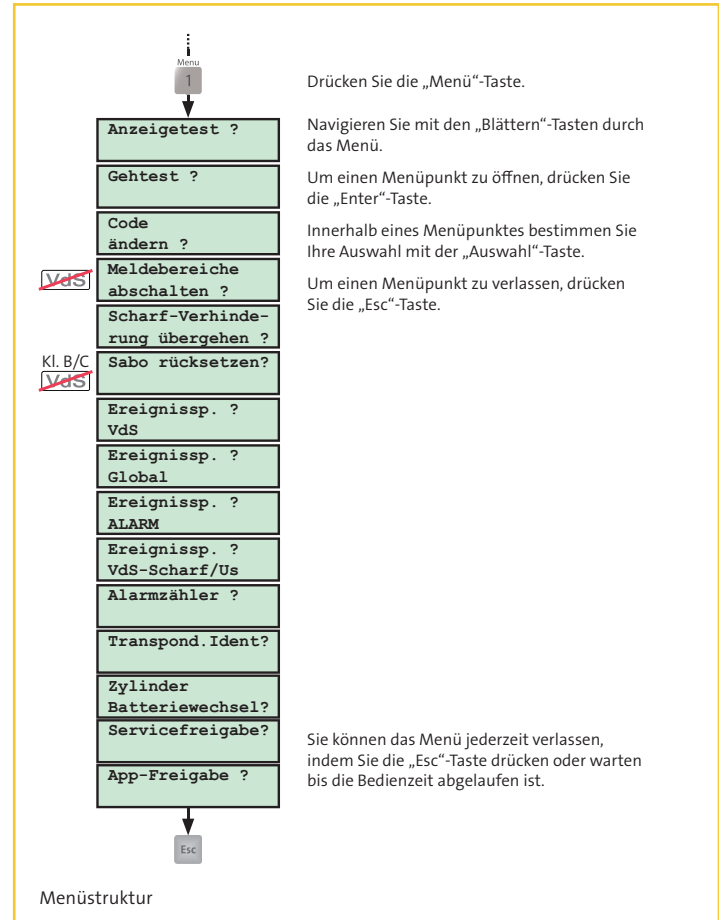 Menu
1
Drücken Sie die „Menü“-Taste.
Anzeigetest ?
Navigieren Sie mit den „Blättern“-Tasten durch
das Menü.
Gehtest ?
Um einen Menüpunkt zu öffnen, drücken Sie
die „Enter“-Taste.
Code
ändern ?
Innerhalb eines Menüpunktes bestimmen Sie
Ihre Auswahl mit der „Auswahl“-Taste.
VdS
Meldebereiche
abschalten ?
Um einen Menüpunkt zu verlassen, drücken
Sie die „Esc“-Taste.
Scharf-Verhinde-
rung übergehen ?
Kl. B/C
VdS
Sabo rücksetzen?
Ereignissp. ?
VdS
Ereignissp. ?
Global
Ereignissp. ?
ALARM
Ereignissp. ?
VdS-Scharf/Us
Alarmzähler ?
Transpond.Ident?
Zylinder
Batteriewechsel?
Servicefreigabe?
App-Freigabe ?
Sie können das Menü jederzeit verlassen,
indem Sie die „Esc“-Taste drücken oder warten
bis die Bedienzeit abgelaufen ist.
Esc
Menüstruktur